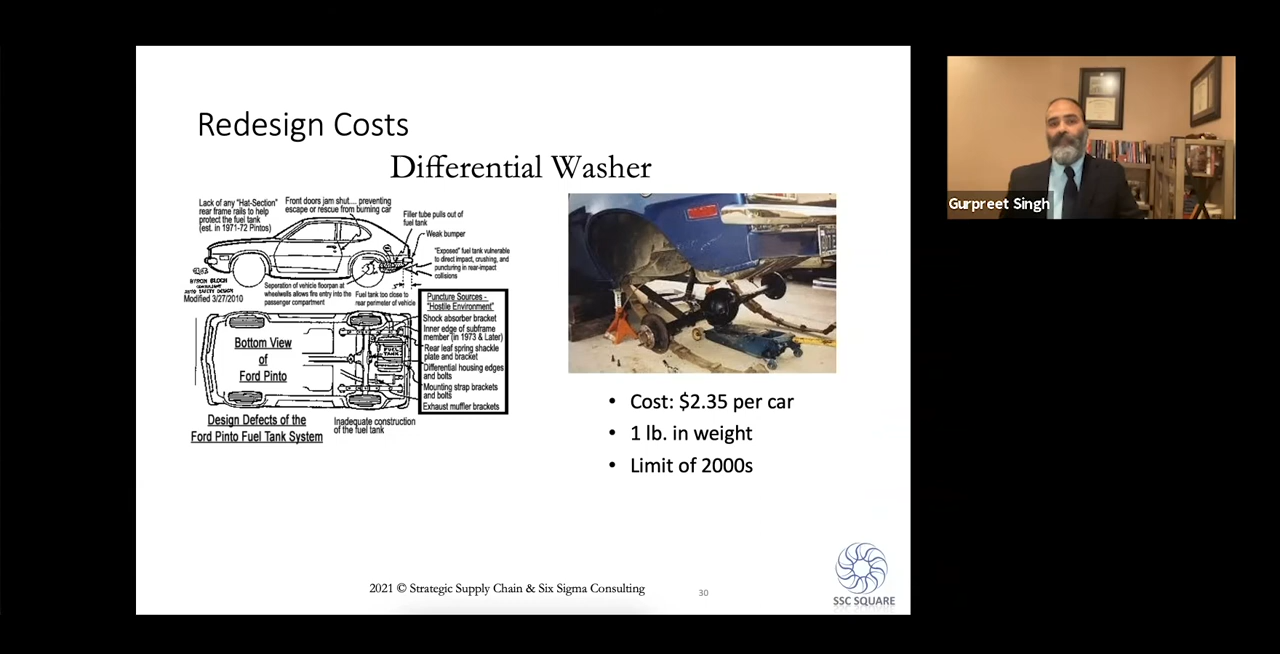 Redesign Costs
Differential Washer
Lack of any "Hat-Section"
rear frame rails to help
protect the fuel tank
(est. in 1971-72 Pintos)
Front doors jam shut.... preventing
escape or rescue from burning car
Filler tube pulls out of
fuel tank
Weak bumper
"Exposed" fuel tank vulnerable
to direct impact, crushing, and
puncturing in rear-impact
collisions
BYRON BLOCH
CONSULTANT
AUTO SAFETY DESIGN
Modified 3/27/2010
Seperation of vehicle floorpan at
wheelwells allows fire entry into the
passenger compartment
Fuel tank too close to
rear perimeter of vehicle
Puncture Sources -
"Hostile Environment"
Shock absorber bracket
Inner edge of subframe
member (in 1973 & Later)
Rear leaf spring shackle
plate and bracket
Differential housing edges
and bolts
Mounting strap brackets
and bolts
Exhaust muffler brackets
Bottom View
of
Ford Pinto
FUEL
TANK
Design Defects of the
Ford Pinto Fuel Tank System
Inadequate construction
of the fuel tank
• Cost: $2.35 per car
• 1 lb. in weight
• Limit of 2000s
2021 © Strategic Supply Chain & Six Sigma Consulting
30
SSC SQUARE
Gurpreet Singh